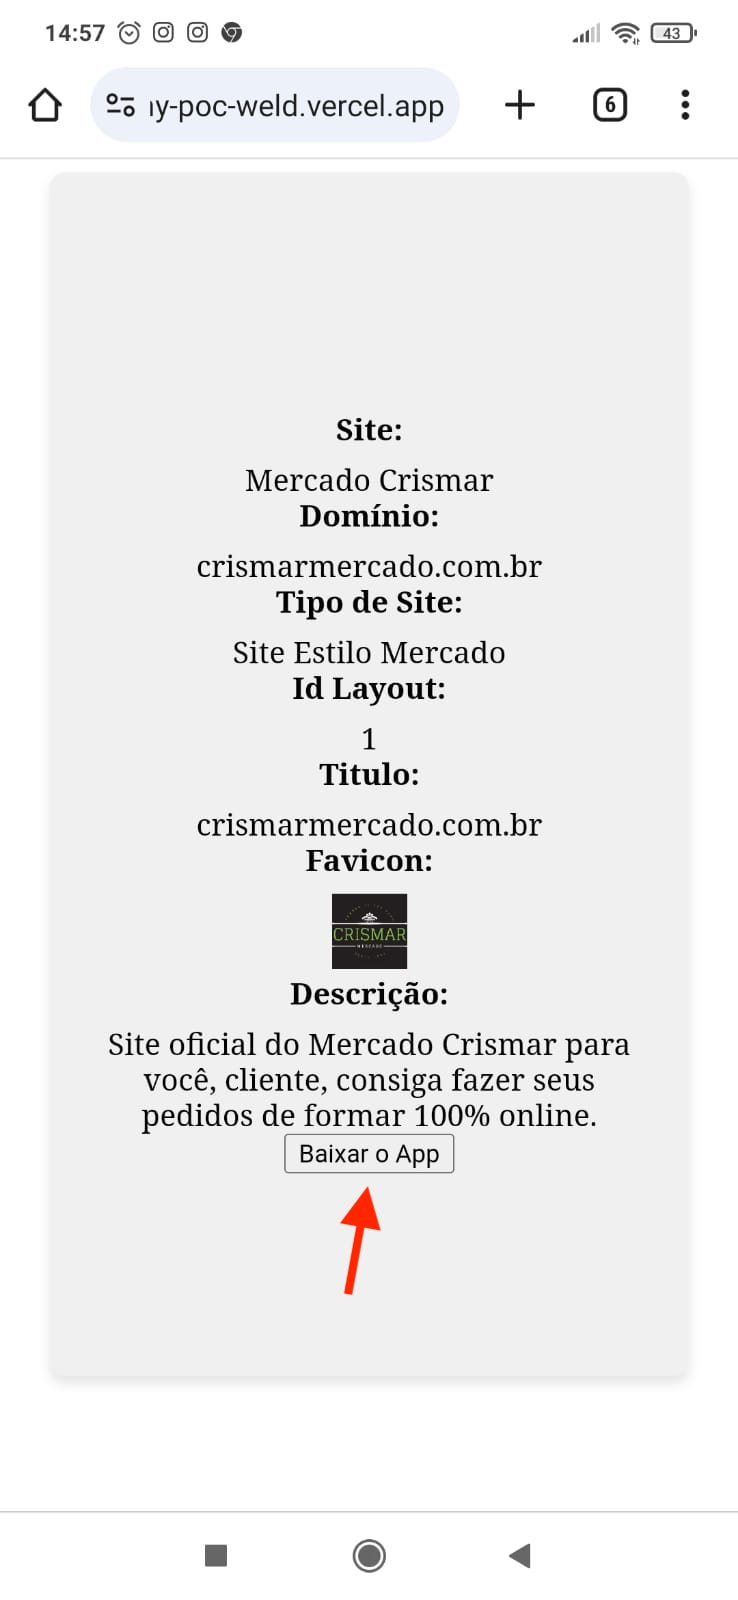 14:57
43
ıy-poc-weld.vercel.app
6
Site:
Mercado Crismar
Domínio:
crismarmercado.com.br
Tipo de Site:
Site Estilo Mercado
Id Layout:
1
Titulo:
crismarmercado.com.br
Favicon:
CRISMAR
MERCADO
Descrição:
Site oficial do Mercado Crismar para
você, cliente, consiga fazer seus
pedidos de formar 100% online.
Baixar o App